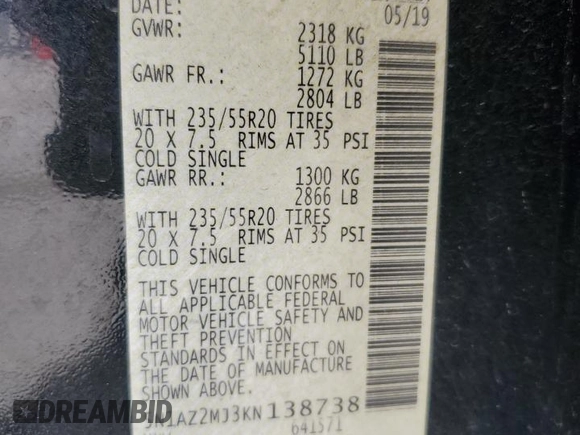 DATE: 05/19
GVWR: 2318 KG
5110 LB
GAWR FR.: 1272 KG
2804 LB
WITH 235/55R20 TIRES
20 X 7.5 RIMS AT 35 PSI
COLD SINGLE
GAWR RR.: 1300 KG
2866 LB
WITH 235/55R20 TIRES
20 X 7.5 RIMS AT 35 PSI
COLD SINGLE
THIS VEHICLE CONFORMS TO
ALL APPLICABLE FEDERAL
MOTOR VEHICLE SAFETY AND
THEFT PREVENTION
STANDARDS IN EFFECT ON
THE DATE OF MANUFACTURE
SHOWN ABOVE.
AZ2MJ3KN138738
641571
BIDCARS